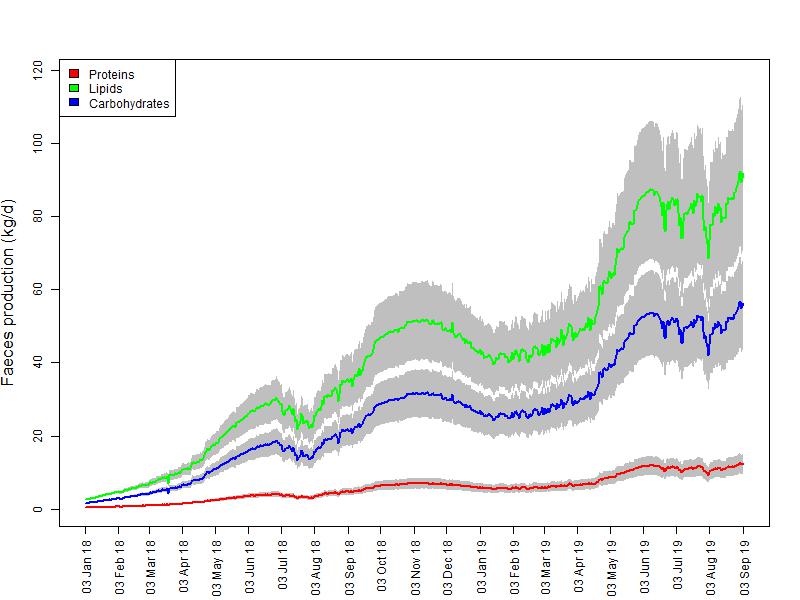 Faeces production (kg/d)
120
100
80
60
40
20
0
Proteins
Lipids
Carbohydrates
03 Jan 18
03 Feb 18
03 Mar 18
03 Apr 18
03 May 18
03 Jun 18
03 Jul 18
03 Aug 18
03 Sep 18
03 Oct 18
03 Nov 18
03 Dec 18
03 Jan 19
03 Feb 19
03 Mar 19
03 Apr 19
03 May 19
03 Jun 19
03 Jul 19
03 Aug 19
03 Sep 19